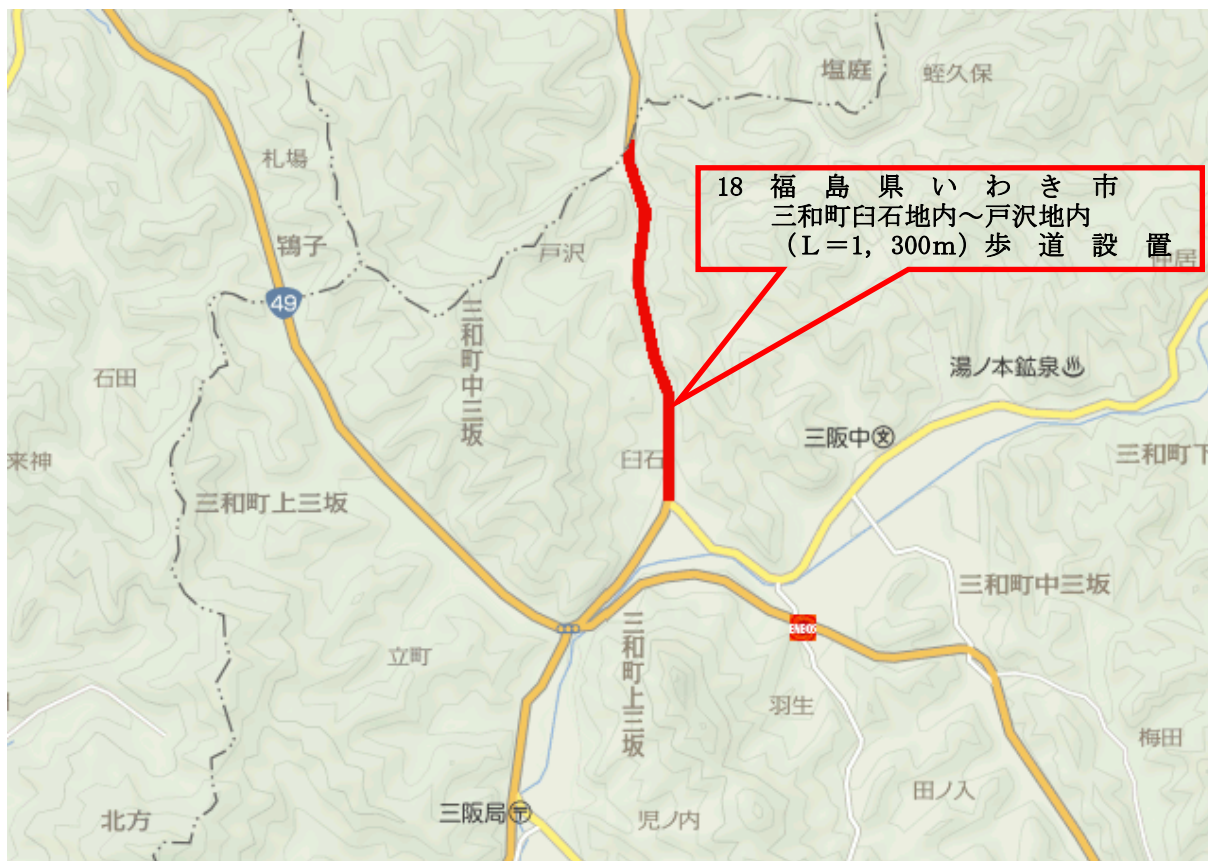 塩庭
蛭久保
札場
18 福島県いわき市
三和町臼石地内～戸沢地内
（L＝1，300m）歩道設置
鴇子
戸沢
49
三和町中三坂
石田
湯ノ本鉱泉
三阪中
文
来神
臼石
三和町下
三和町上三坂
三和町中三坂
ENEOS
三和町上三坂
立町
羽生
梅田
田ノ入
三阪局
北方
児ノ内